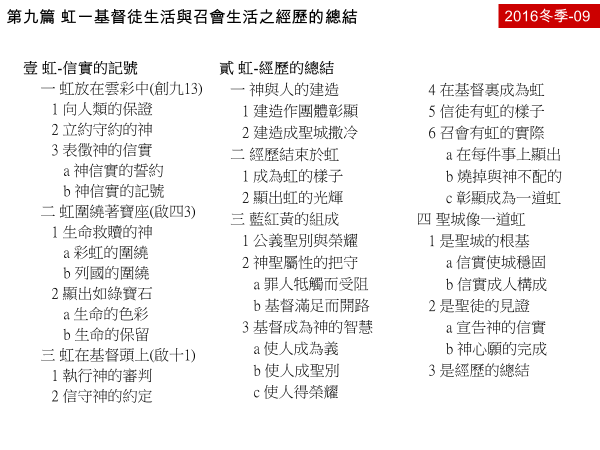 第九篇 虹－基督徒生活與召會生活之經歷的總結
2016冬季-09
壹 虹-信實的記號
一 虹放在雲彩中(創九13)
1 向人類的保證
2 立約守約的神
3 表徵神的信實
a 神信實的誓約
b 神信實的記號
二 虹圍繞著寶座(啟四3)
1 生命救贖的神
a 彩虹的圍繞
b 列國的圍繞
2 顯出如綠寶石
a 生命的色彩
b 生命的保留
三 虹在基督頭上(啟十1)
1 執行神的審判
2 信守神的約定
貳 虹-經歷的總結
一 神與人的建造
1 建造作團體彰顯
2 建造成聖城撒冷
二 經歷結束於虹
1 成為虹的樣子
2 顯出虹的光輝
三 藍紅黃的組成
1 公義聖別與榮耀
2 神聖屬性的把守
a 罪人牴觸而受阻
b 基督滿足而開路
3 基督成為神的智慧
a 使人成為義
b 使人成聖別
c 使人得榮耀
4 在基督裏成為虹
5 信徒有虹的樣子
6 召會有虹的實際
a 在每件事上顯出
b 燒掉與神不配的
c 彰顯成為一道虹
四 聖城像一道虹
1 是聖城的根基
a 信實使城穩固
b 信實成人構成
2 是聖徒的見證
a 宣告神的信實
b 神心願的完成
3 是經歷的總結